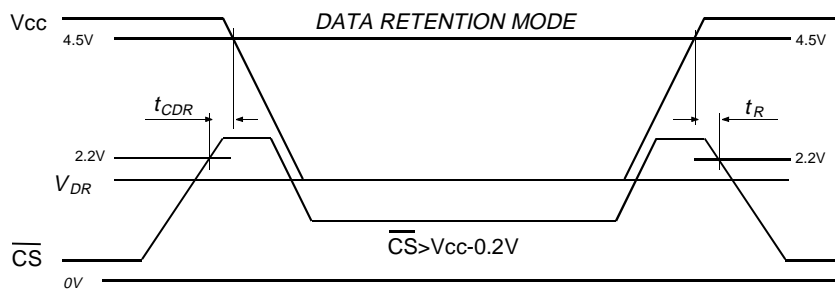 Vcc
DATA RETENTION MODE
4.5V
4.5V
tCDR
tR
2.2V
2.2V
VDR
CS>Vcc-0.2V
CS
0V